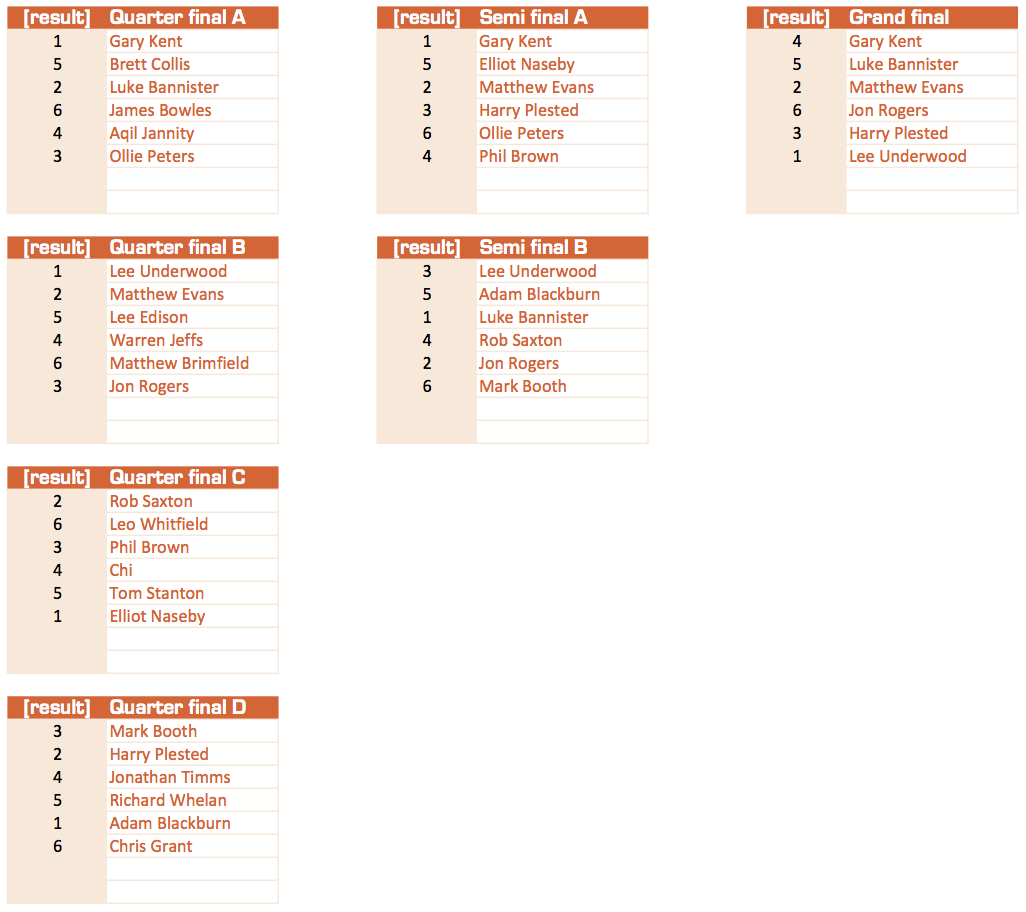 [result] Quarter final A
1 Gary Kent
5 Brett Collis
2 Luke Bannister
6 James Bowles
4 Aqil Jannity
3 Ollie Peters
[result] Semi final A
1 Gary Kent
5 Elliot Naseby
2 Matthew Evans
3 Harry Plested
6 Ollie Peters
4 Phil Brown
[result] Grand final
4 Gary Kent
5 Luke Bannister
2 Matthew Evans
6 Jon Rogers
3 Harry Plested
1 Lee Underwood
[result] Quarter final B
1 Lee Underwood
2 Matthew Evans
5 Lee Edison
4 Warren Jeffs
6 Matthew Brimfield
3 Jon Rogers
[result] Semi final B
3 Lee Underwood
5 Adam Blackburn
1 Luke Bannister
4 Rob Saxton
2 Jon Rogers
6 Mark Booth
[result] Quarter final C
2 Rob Saxton
6 Leo Whitfield
3 Phil Brown
4 Chi
5 Tom Stanton
1 Elliot Naseby
[result] Quarter final D
3 Mark Booth
2 Harry Plested
4 Jonathan Timms
5 Richard Whelan
1 Adam Blackburn
6 Chris Grant